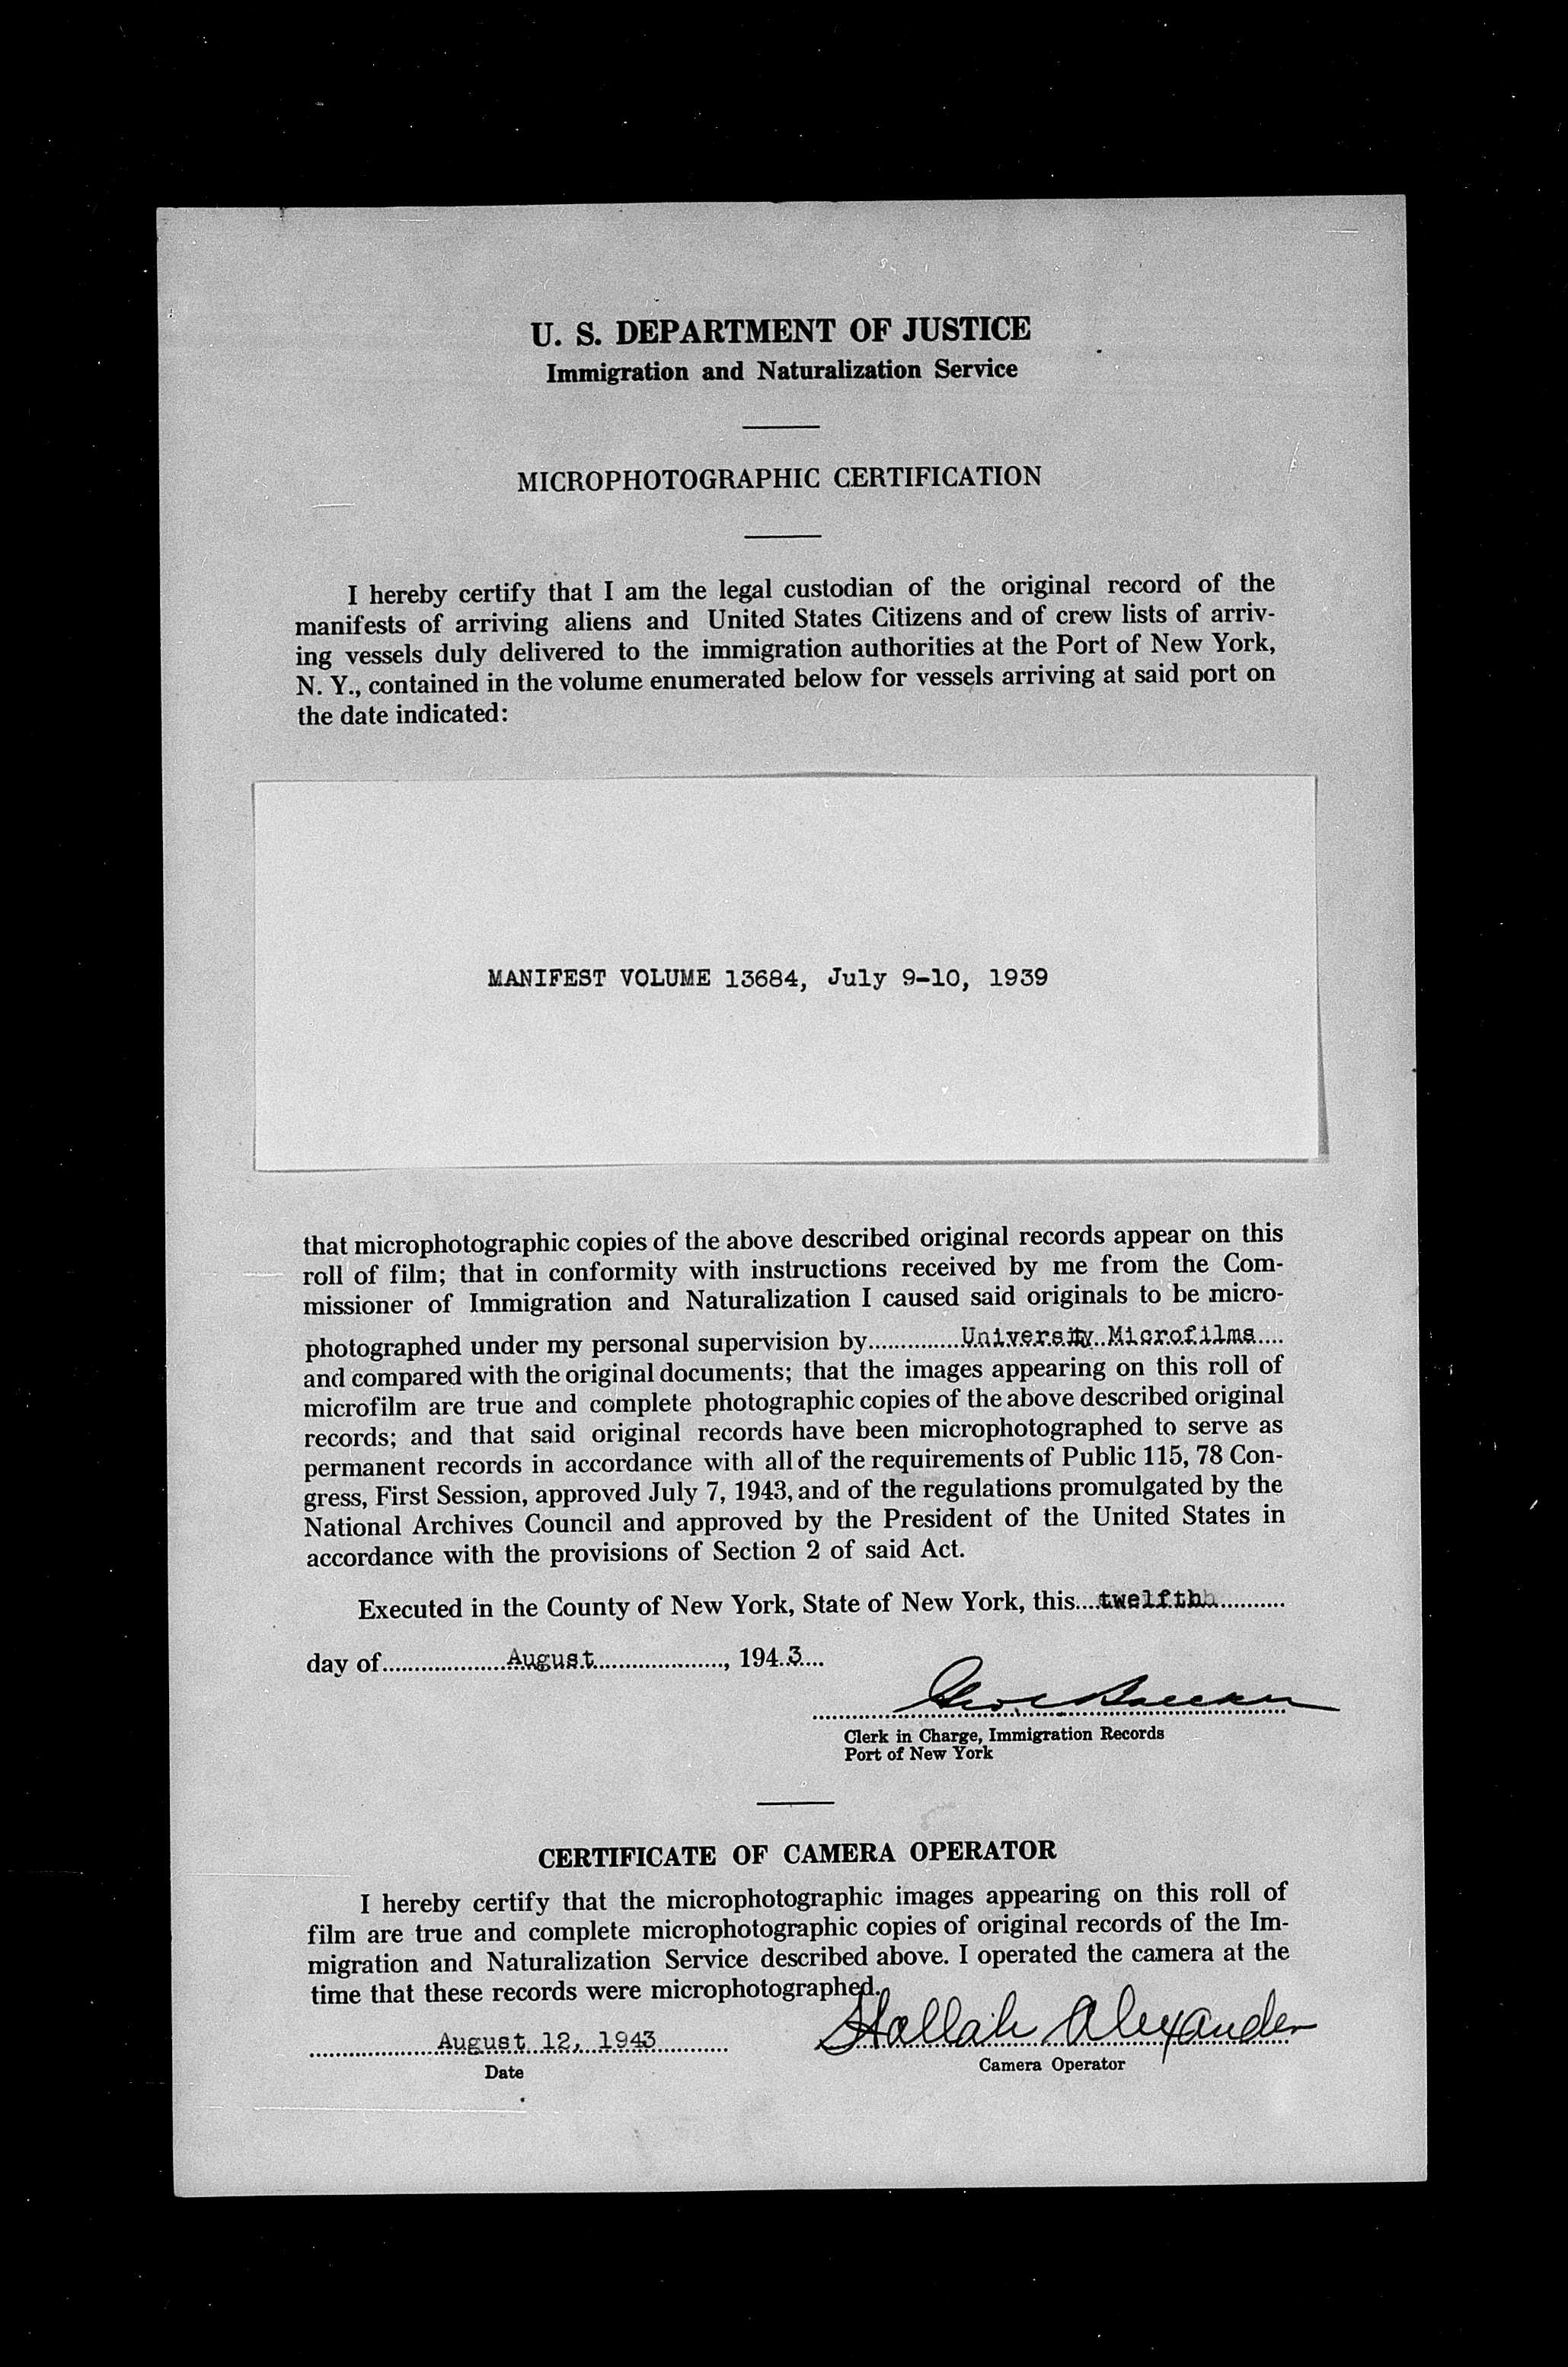 U. S. DEPARTMENT OF JUSTICE
Immigration and Naturalization Service
MICROPHOTOGRAPHIC CERTIFICATION
I hereby certify that I am the legal custodian of the original record of the
manifests of arriving aliens and United States Citizens and of crew lists of arriv-
ing vessels duly delivered to the immigration authorities at the Port of New York,
N. Y., contained in the volume enumerated below for vessels arriving at said port on
the date indicated:
MANIFEST VOLUME 13684, July 9-10, 1939
that microphotographic copies of the above described original records appear on this
roll of film; that in conformity with instructions received by me from the Com-
missioner of Immigration and Naturalization I caused said originals to be micro-
photographed under my personal supervision by University Microfilms
and compared with the original documents; that the images appearing on this roll of
microfilm are true and complete photographic copies of the above described original
records; and that said original records have been microphotographed to serve as
permanent records in accordance with all of the requirements of Public 115, 78 Con-
gress, First Session, approved July 7, 1943, and of the regulations promulgated by the
National Archives Council and approved by the President of the United States in
accordance with the provisions of Section 2 of said Act.
Executed in the County of New York, State of New York, this twelfth
day of August, 1943
Clerk in Charge, Immigration Records
Port of New York
CERTIFICATE OF CAMERA OPERATOR
I hereby certify that the microphotographic images appearing on this roll of
film are true and complete microphotographic copies of original records of the Im-
migration and Naturalization Service described above. I operated the camera at the
time that these records were microphotographed.
August 12, 1943 Alexander
Date Camera Operator